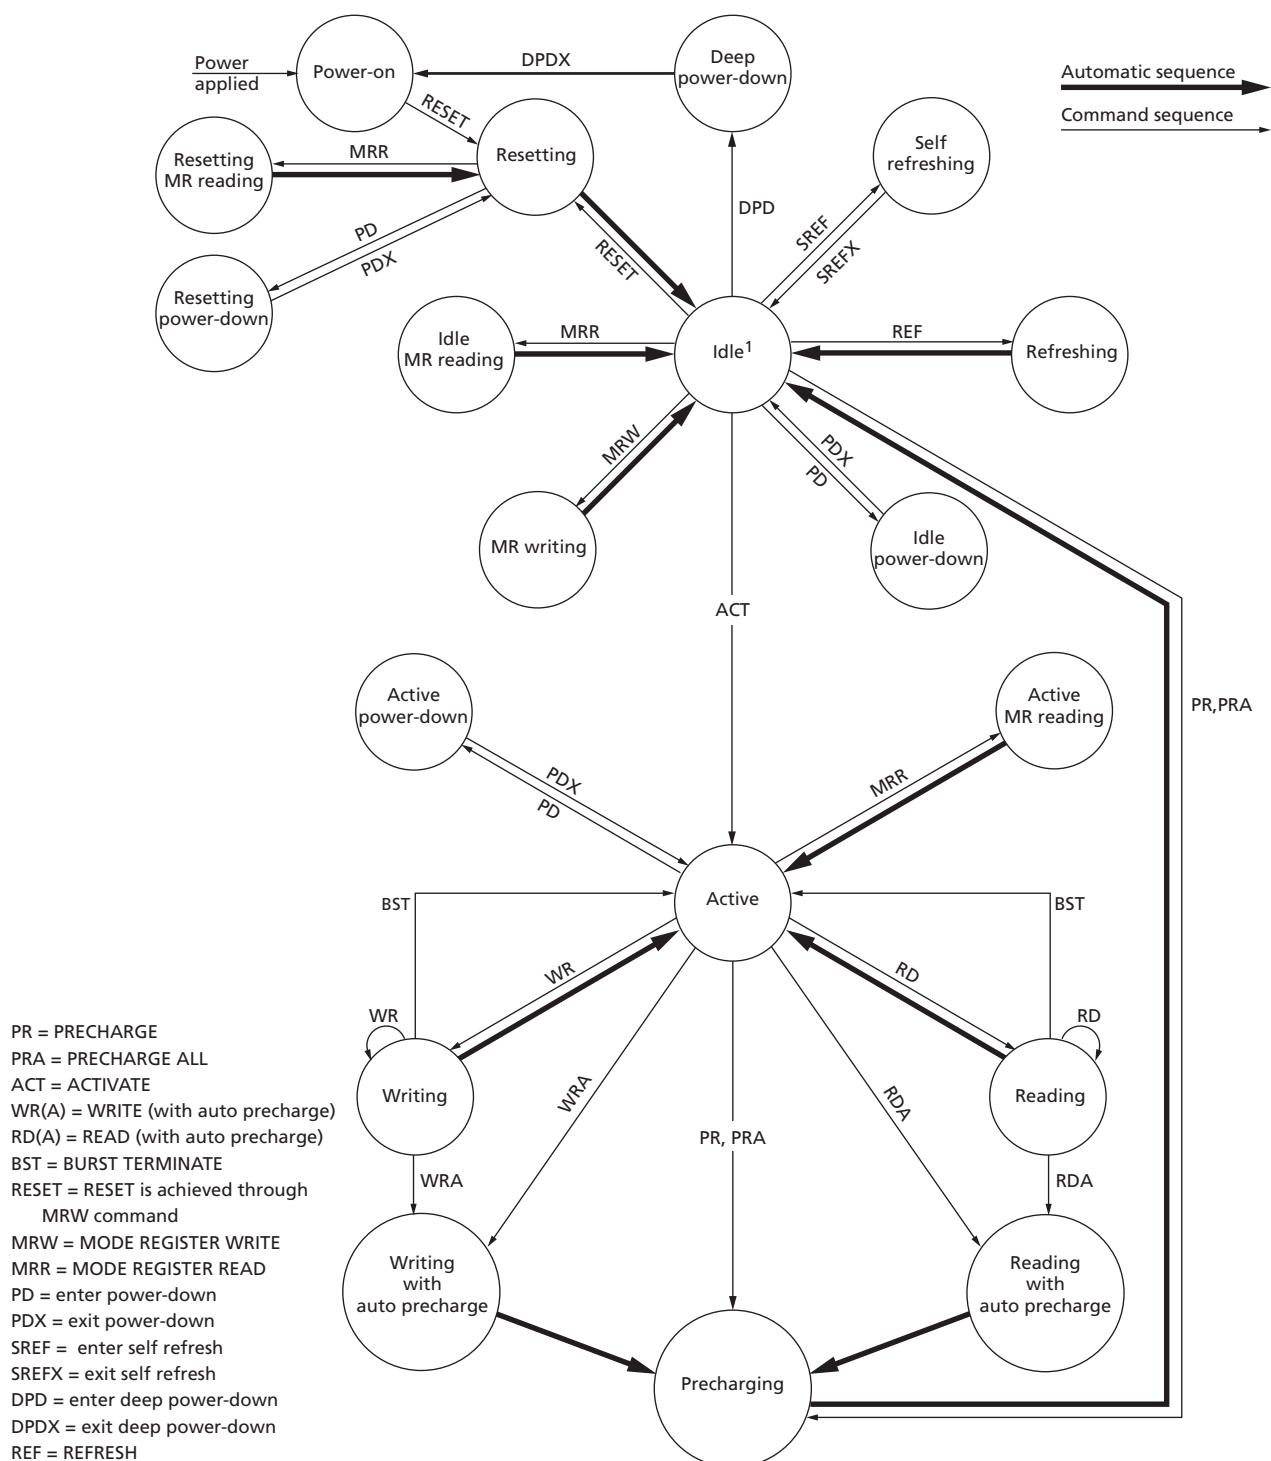 Power
applied
Power-on
DPDX
Deep
power-down
Automatic sequence
Command sequence
RESET
Resetting
MR reading
MRR
Resetting
Self
refreshing
PD
PDX
DPD
SREF
SREFX
RESET
Resetting
power-down
Idle
MR reading
MRR
Idle1
REF
Refreshing
MRW
PDX
PD
MR writing
Idle
power-down
ACT
Active
power-down
Active
MR reading
PR,PRA
PDX
PD
MRR
Active
BST
BST
WR
RD
WR
RD
Writing
Reading
WRA
RDA
PR, PRA
WRA
RDA
Writing
with
auto precharge
Reading
with
auto precharge
Precharging
PR = PRECHARGE
PRA = PRECHARGE ALL
ACT = ACTIVATE
WR(A) = WRITE (with auto precharge)
RD(A) = READ (with auto precharge)
BST = BURST TERMINATE
RESET = RESET is achieved through
MRW command
MRW = MODE REGISTER WRITE
MRR = MODE REGISTER READ
PD = enter power-down
PDX = exit power-down
SREF = enter self refresh
SREFX = exit self refresh
DPD = enter deep power-down
DPDX = exit deep power-down
REF = REFRESH